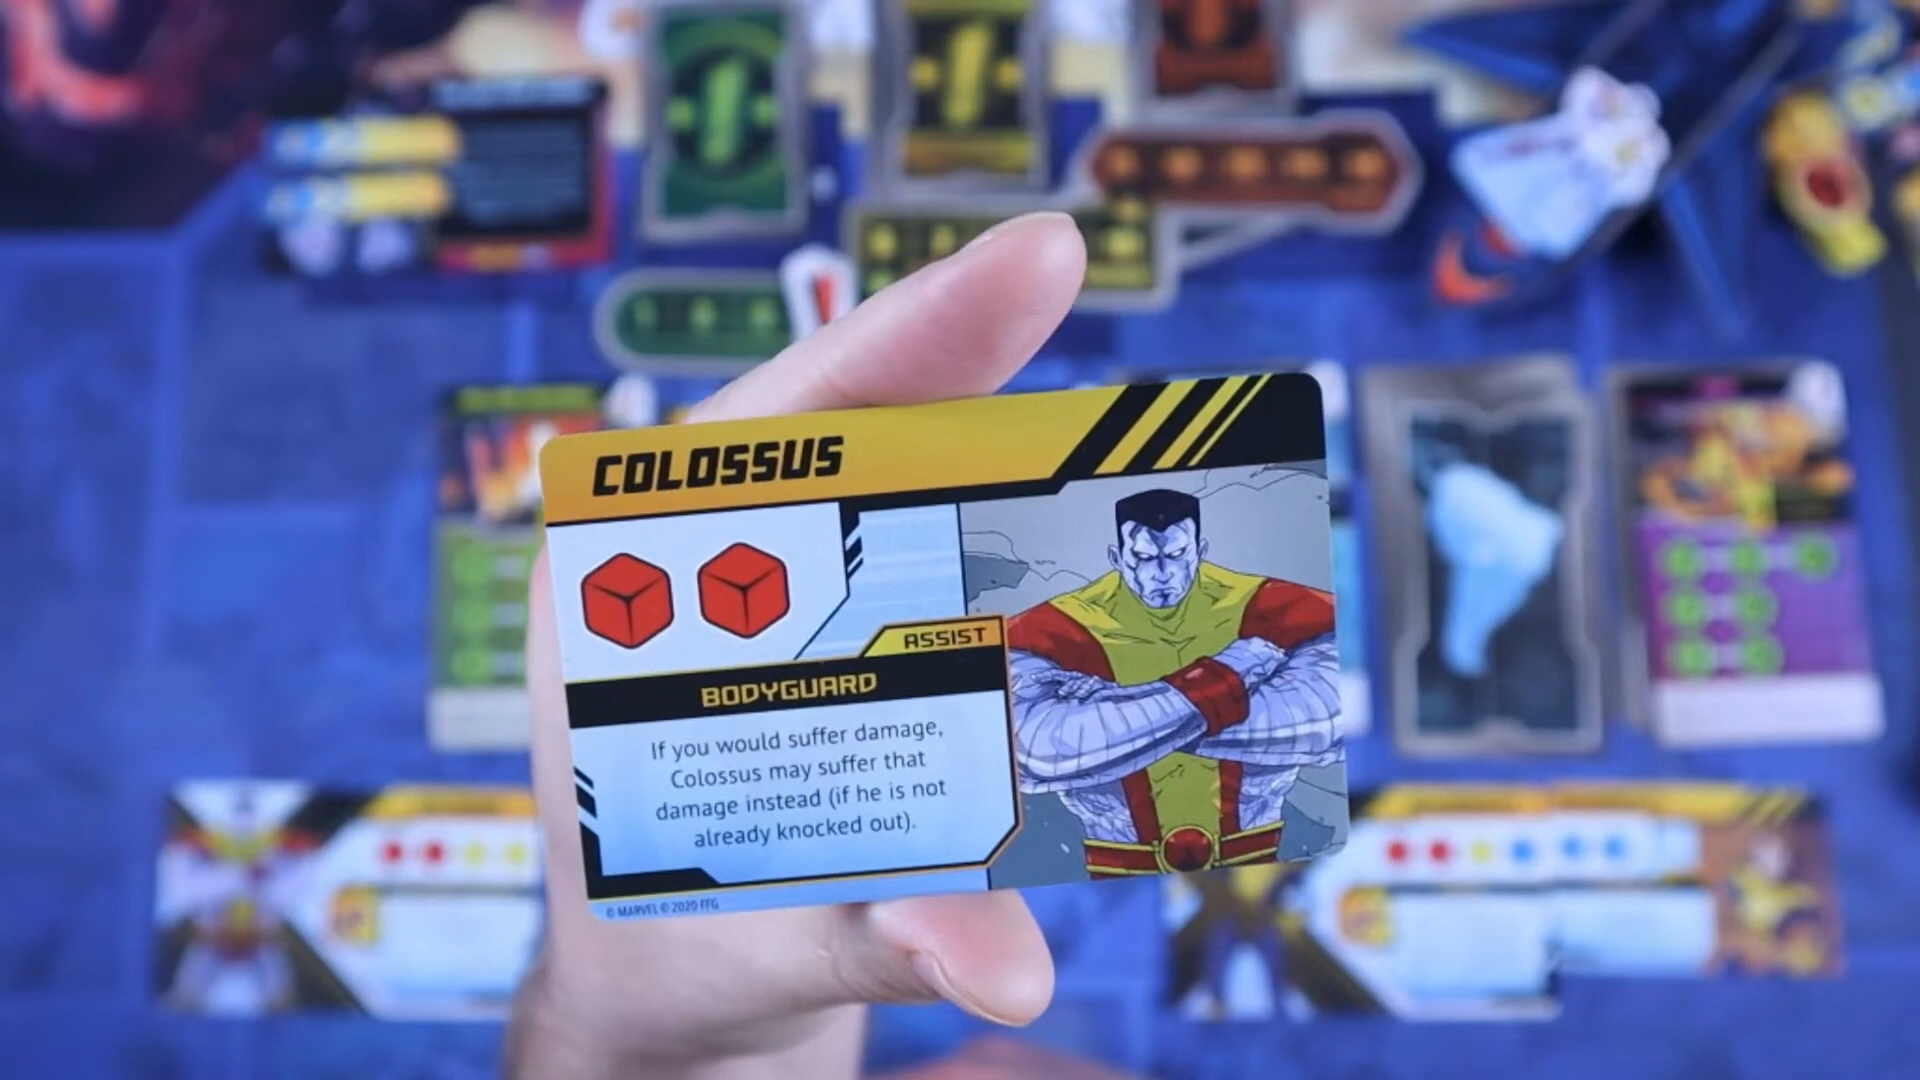 COLOSSUS
ASSIST
BODYGUARD
If you would suffer damage,
Colossus may suffer that
damage instead (if he is not
already knocked out).
© MARVEL © 2020 FFG